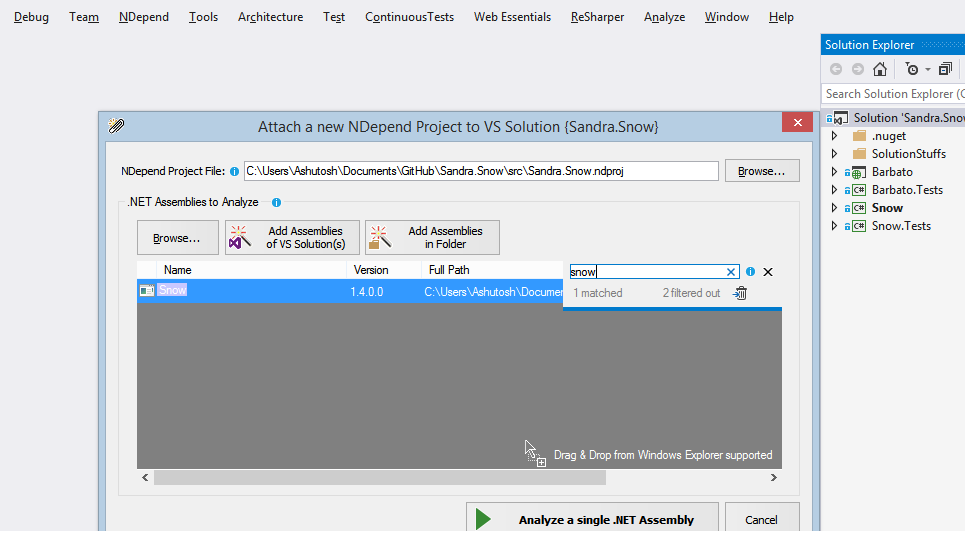 Debug Team NDepend Tools Architecture Test ContinuousTests Web Essentials ReSharper Analyze Window Help
Solution Explorer
Search Solution Explorer (C
Solution 'Sandra.Snow
.nuget
SolutionStuffs
Barbato
Barbato.Tests
Snow
Snow.Tests
Attach a new NDepend Project to VS Solution {Sandra.Snow}
NDepend Project File: C:\Users\Ashutosh\Documents\GitHub\Sandra.Snow\src\Sandra.Snow.ndproj Browse...
.NET Assemblies to Analyze
Browse...
Add Assemblies
of VS Solution(s)
Add Assemblies
in Folder
Name Version Full Path snow
Snow 1.4.0.0 C:\Users\Ashutosh\Documen 1 matched 2 filtered out
Drag & Drop from Windows Explorer supported
Analyze a single .NET Assembly Cancel